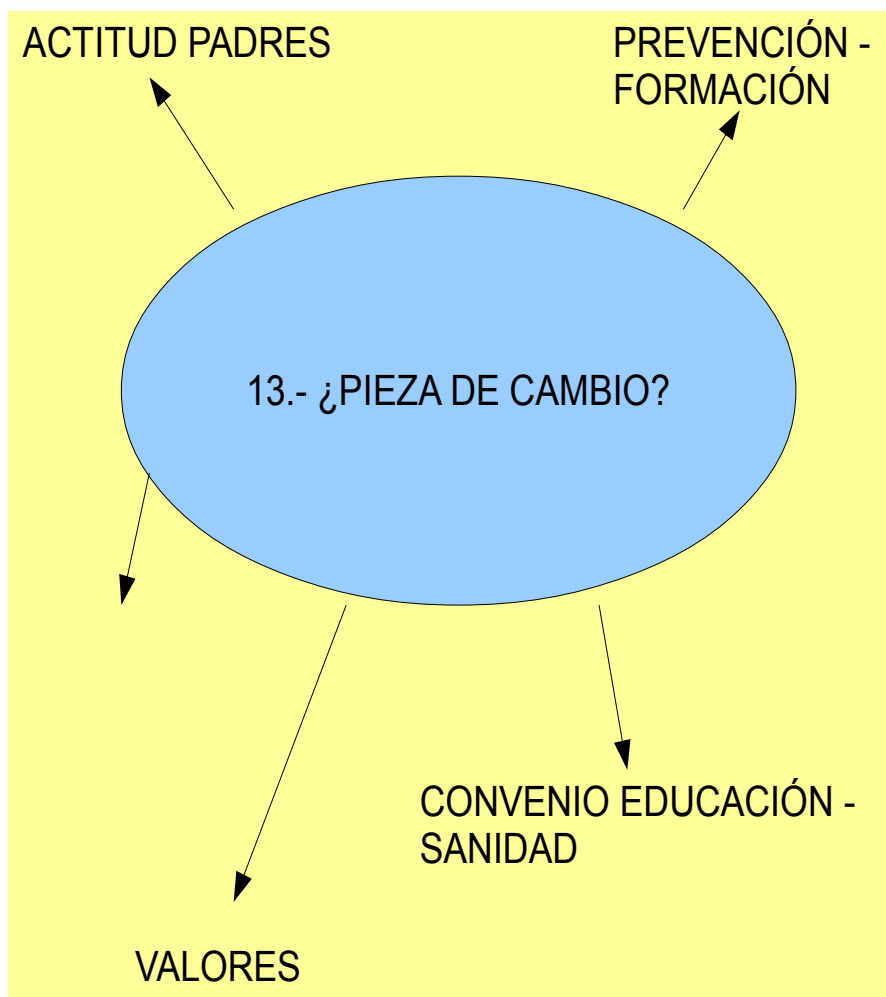 ACTITUD PADRES
PREVENCIÓN -
FORMACIÓN
13.- ¿PIEZA DE CAMBIO?
CONVENIO EDUCACIÓN -
SANIDAD
VALORES